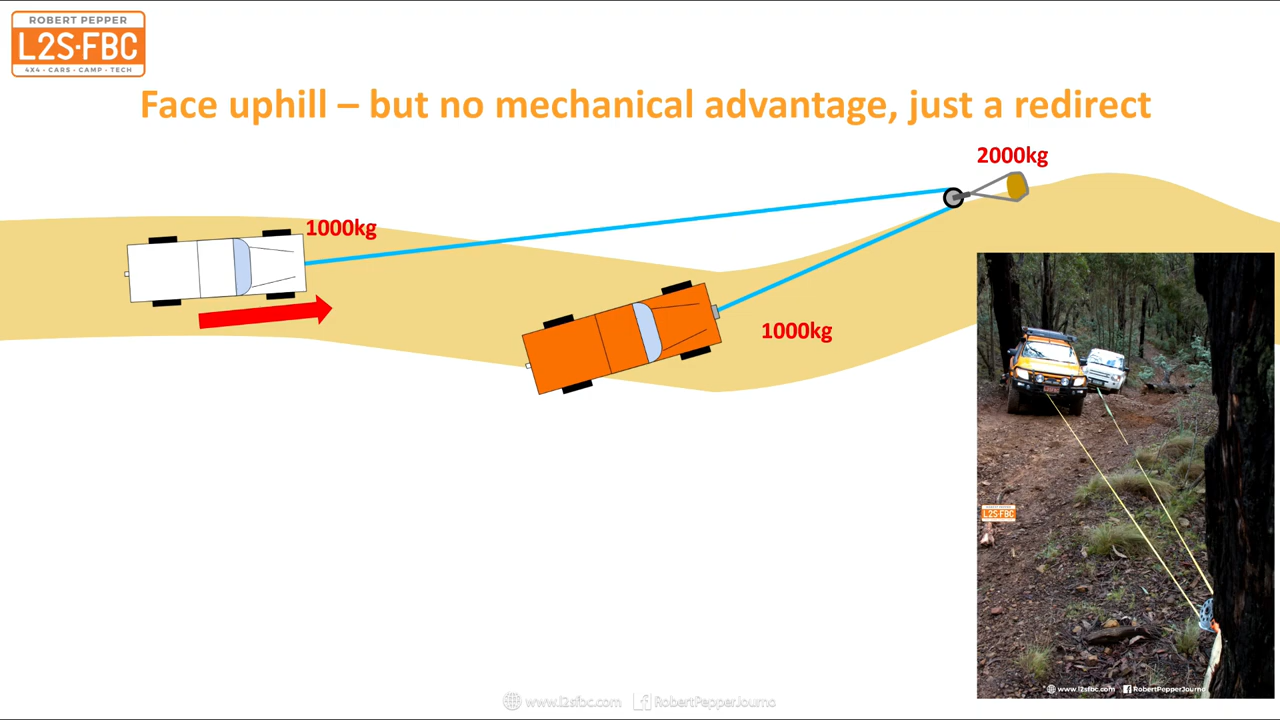 ROBERT PEPPER
L2S·FBC
4X4 • CARS • CAMP • TECH
Face uphill – but no mechanical advantage, just a redirect
2000kg
1000kg
1000kg
L2S·FBC
www.l2sfbc.com RobertPepperJourno
www.l2sfbc.com RobertPepperJourno